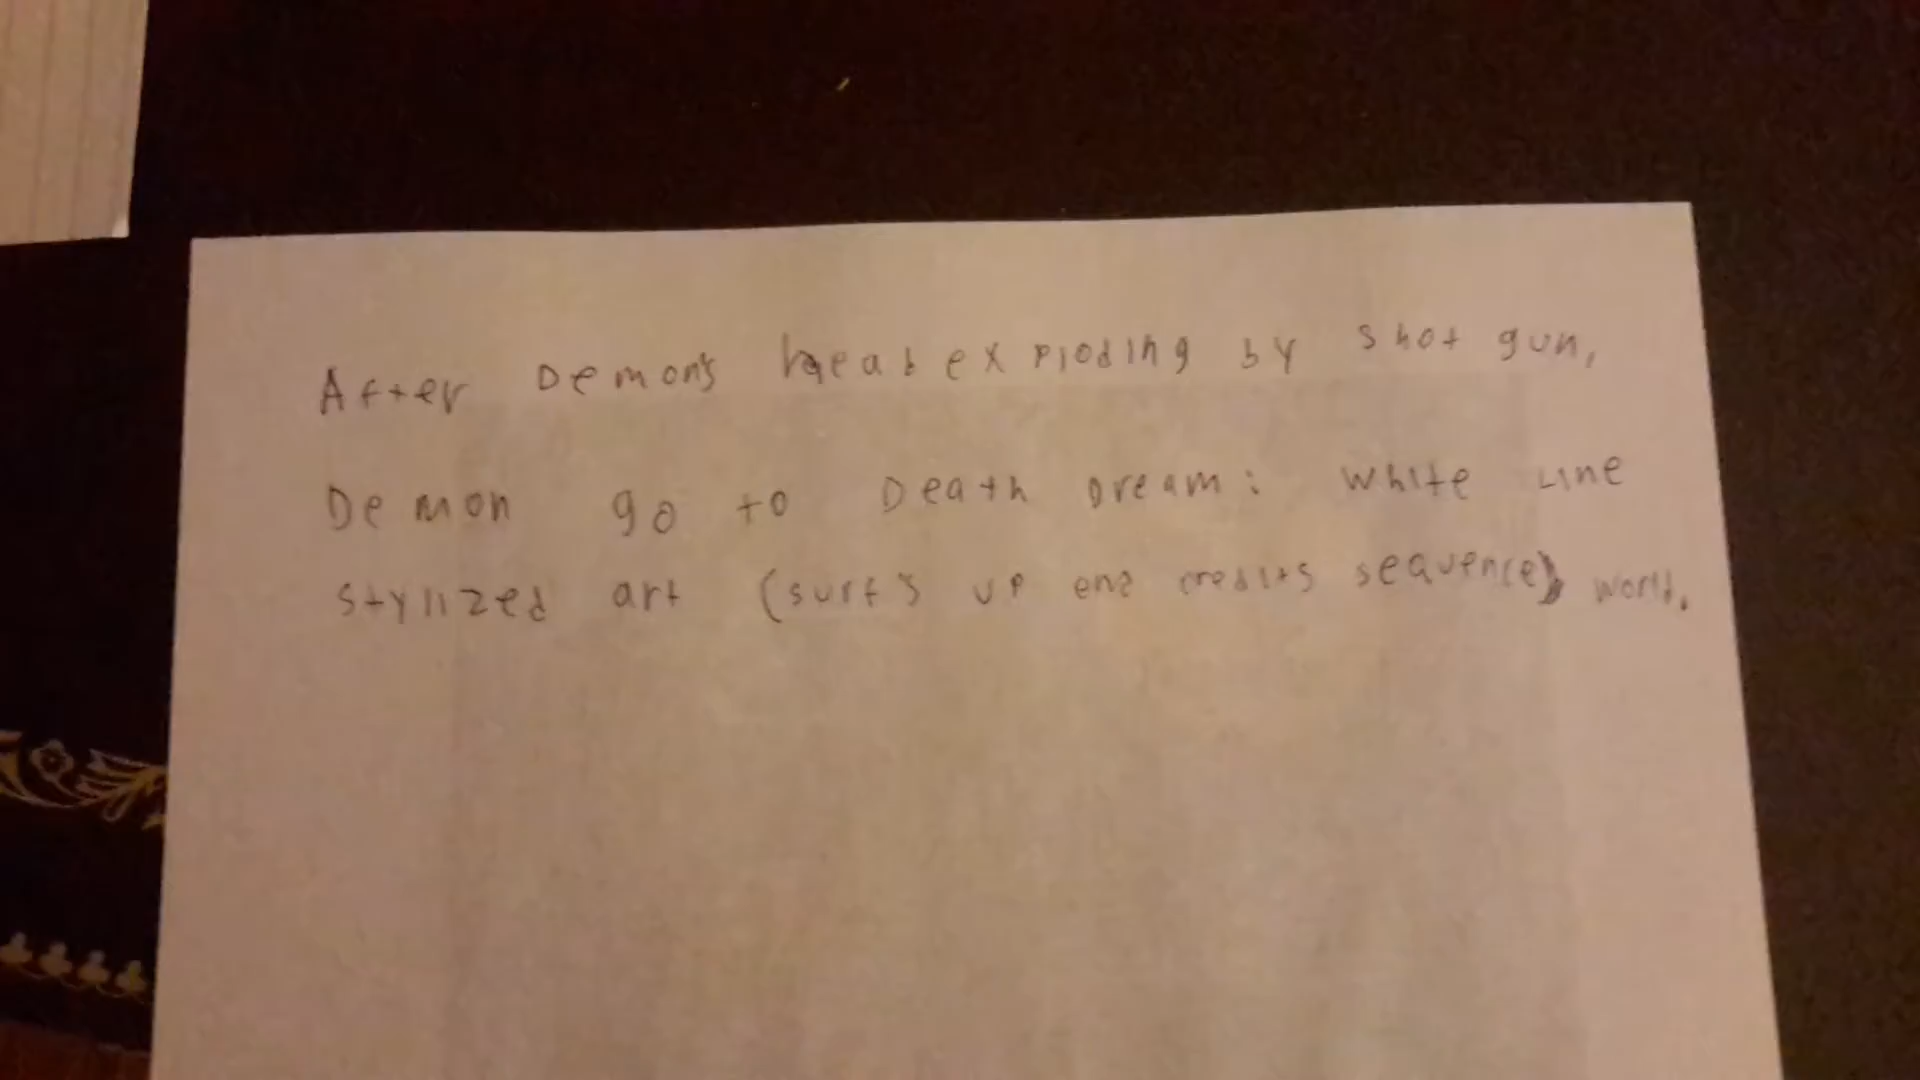 After Demon's head exploding by shot gun,
Demon go to Death Dream: white Line
stylized art (surf's up end credits sequence) world.